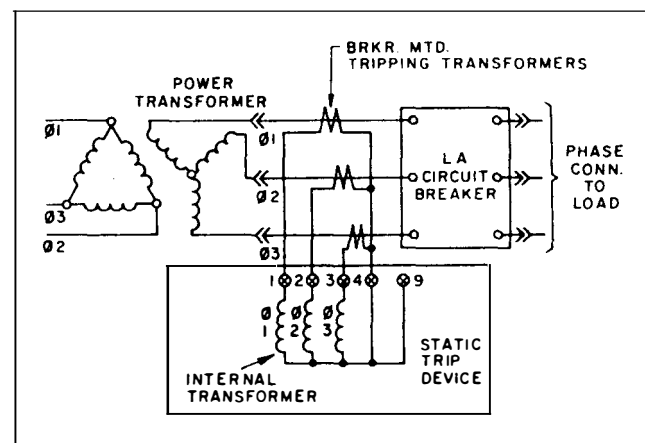 BRKR. MTD.
TRIPPING TRANSFORMERS
POWER
TRANSFORMER
Ø1
Ø3
Ø2
Ø1
Ø2
Ø3
LA
CIRCUIT
BREAKER
PHASE
CONN.
TO
LOAD
1 2 3 4 9
Ø
1
Ø
2
Ø
3
STATIC
TRIP
DEVICE
INTERNAL
TRANSFORMER